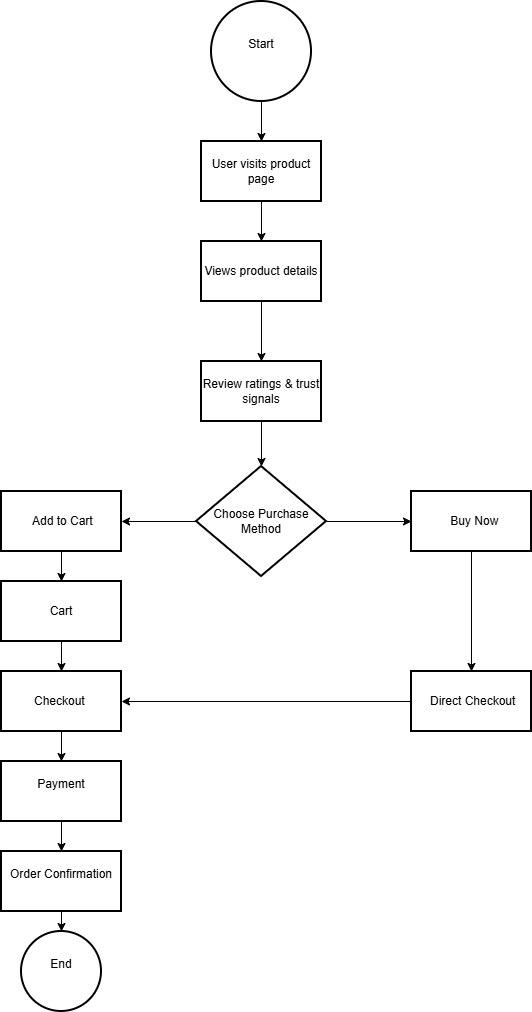 Start
User visits product
page
Views product details
Review ratings & trust
signals
Choose Purchase
Method
Add to Cart
Buy Now
Cart
Checkout
Direct Checkout
Payment
Order Confirmation
End